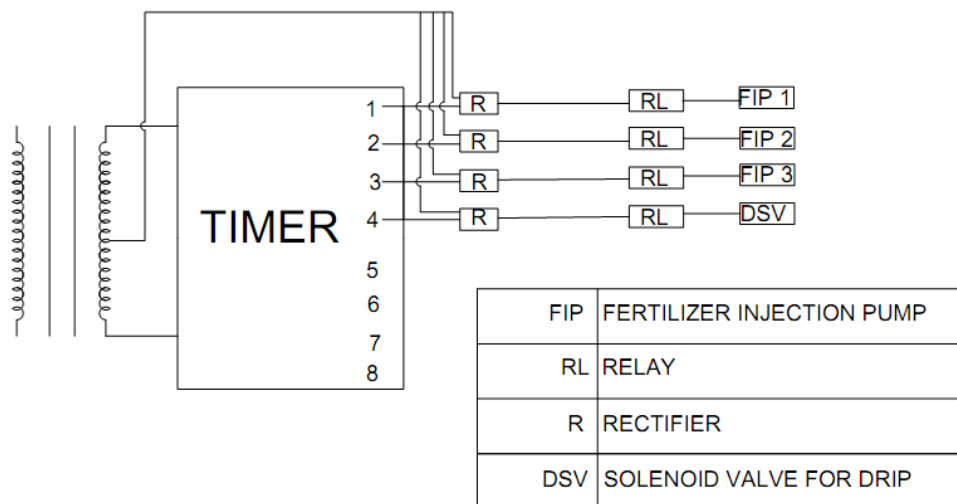 1 R RL FIP 1
2 R RL FIP 2
3 R RL FIP 3
4 R RL DSV
TIMER
5
6
7
8
FIP FERTILIZER INJECTION PUMP
RL RELAY
R RECTIFIER
DSV SOLENOID VALVE FOR DRIP